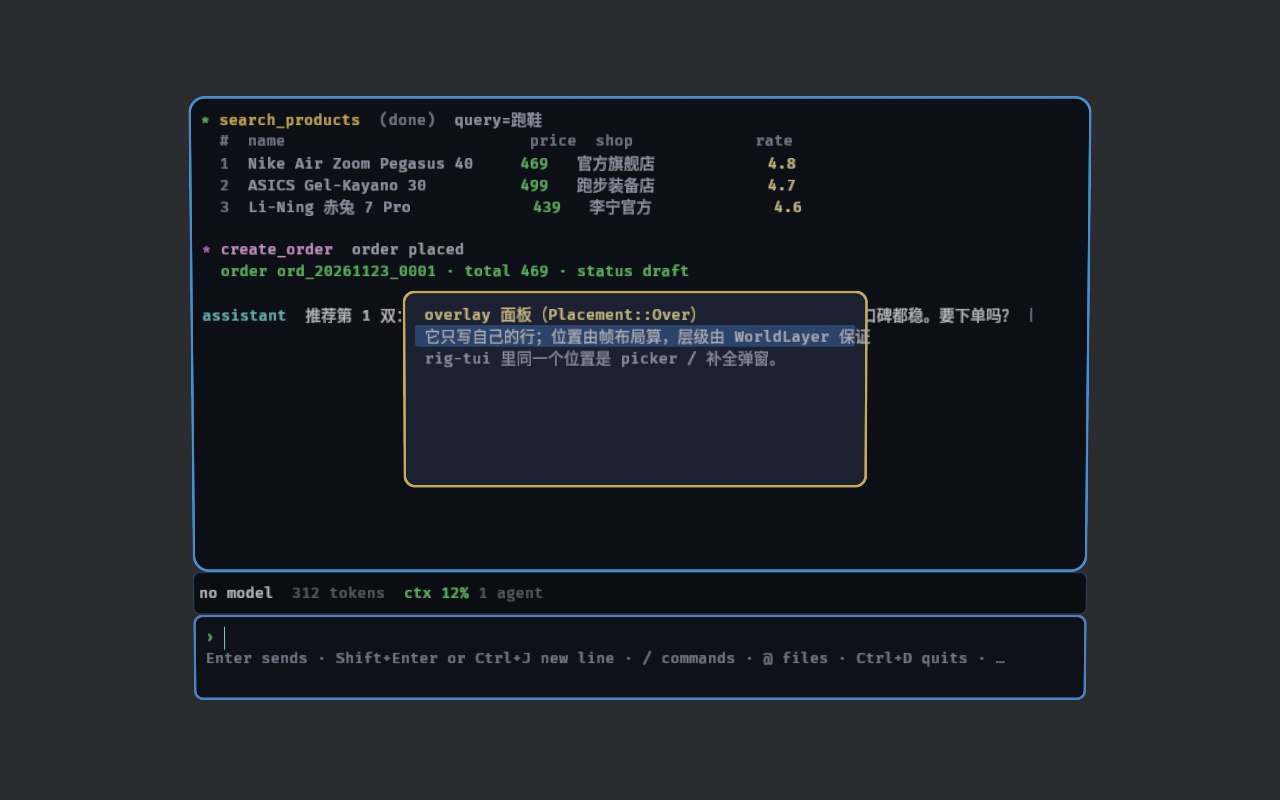 * search_products (done) query=跑鞋
# name price shop rate
1 Nike Air Zoom Pegasus 40 469 官方旗舰店 4.8
2 ASICS Gel-Kayano 30 499 跑步装备店 4.7
3 Li-Ning 赤兔 7 Pro 439 李宁官方 4.6
* create_order order placed
order ord_20261123_0001 · total 469 · status draft
assistant 推荐第 1 双: 口碑都稳。要下单吗?
overlay 面板 (Placement::Over)
它只写自己的行; 位置由帧布局算, 层级由 WorldLayer 保证
rig-tui 里同一个位置是 picker / 补全弹窗。
no model 312 tokens ctx 12% 1 agent
›
Enter sends · Shift+Enter or Ctrl+J new line · / commands · @ files · Ctrl+D quits · …